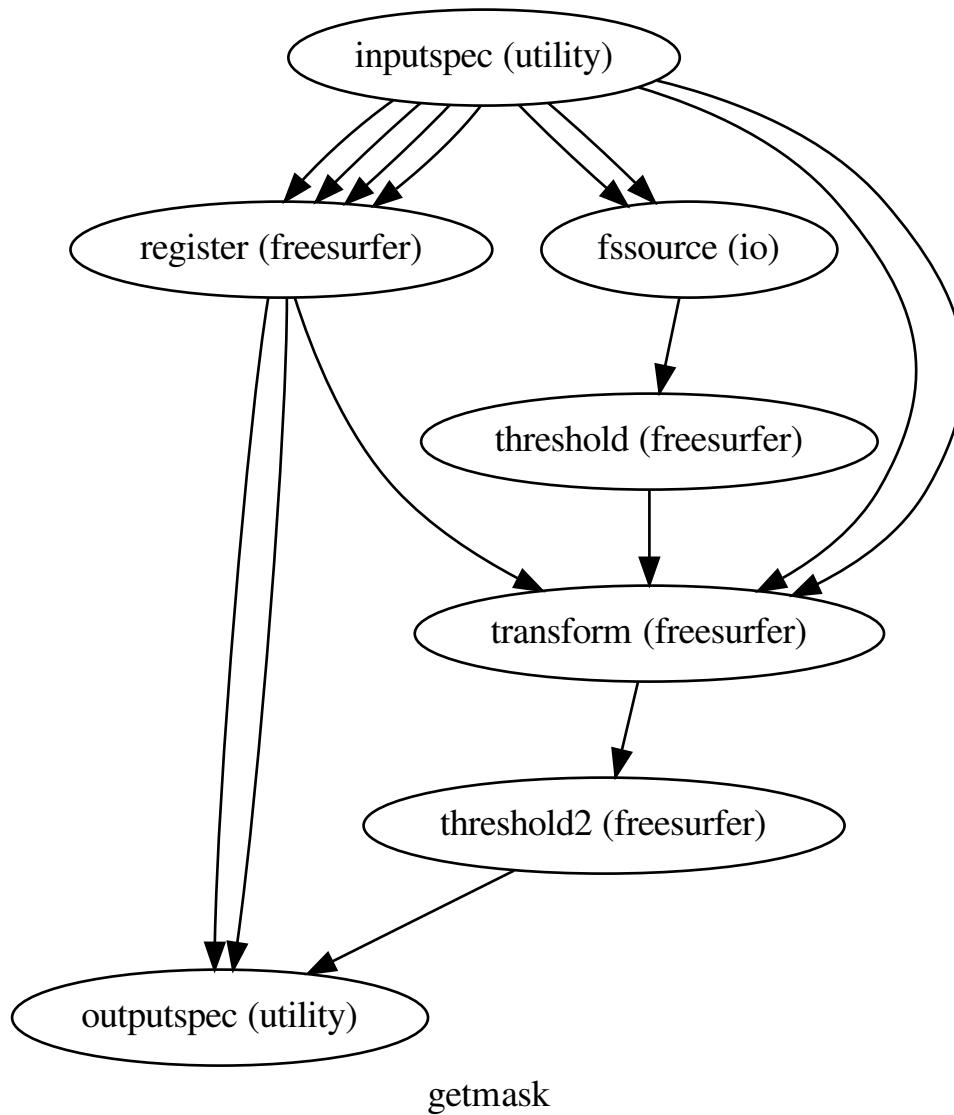 inputspec (utility)
register (freesurfer)
fssource (io)
threshold (freesurfer)
transform (freesurfer)
threshold2 (freesurfer)
outputspec (utility)
getmask